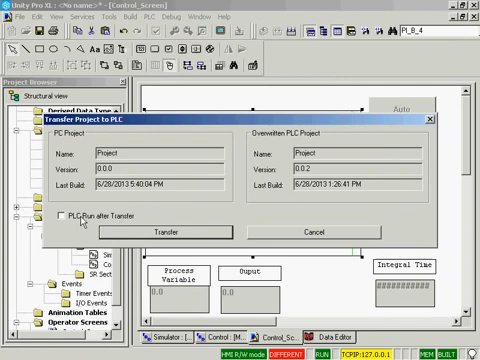 Unity Pro XL : <No name>* - [Control_Screen]
File View Services Tools Build PLC Debug Window Help
PI_B_4
Project Browser
Structural view
Derived Data Type
Auto
Transfer Project to PLC
PC Project
Name: Project
Version: 0.0.0
Last Build: 6/28/2013 5:40:04 PM
Overwritten PLC Project
Name: Project
Version: 0.0.2
Last Build: 6/28/2013 1:26:41 PM
PLC Run after Transfer
Transfer
Cancel
SR Sect
Events
Timer Events
I/O Events
Animation Tables
Operator Screens
Process Variable
Ouput
Integral Time
0.0
0.0
###########
Simulator : [...
Control : [M...
Control_Sc...
Data Editor
HMI R/W mode
DIFFERENT
RUN
TCPIP:127.0.0.1
MEM
BUILT